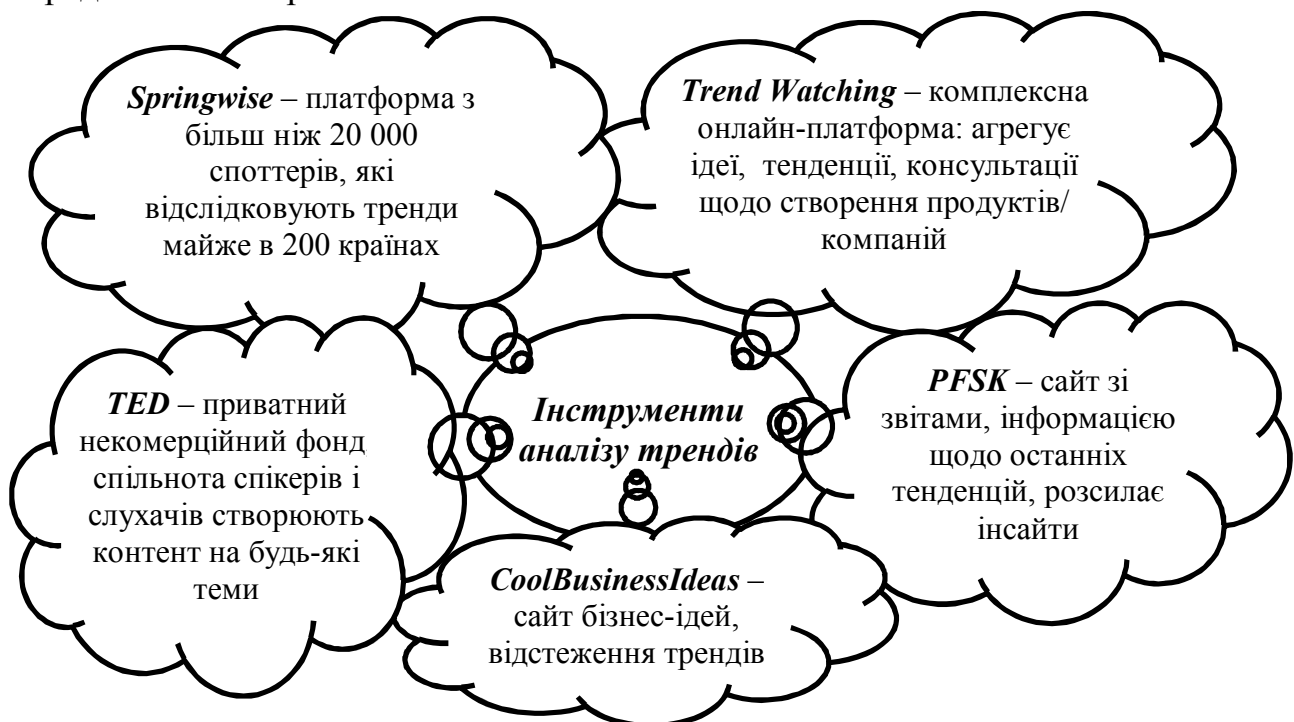 Springwise – платформа з
більш ніж 20 000
споттерів, які
відслідковують тренди
майже в 200 країнах
Trend Watching – комплексна
онлайн-платформа: агрегує
ідеї, тенденції, консультації
щодо створення продуктів/
компаній
TED – приватний
некомерційний фонд
спільнота спікерів і
слухачів створюють
контент на будь-які
теми
Інструменти
аналізу трендів
PFSK – сайт зі
звітами, інформацією
щодо останніх
тенденцій, розсилає
інсайти
CoolBusinessIdeas –
сайт бізнес-ідей,
відстеження трендів